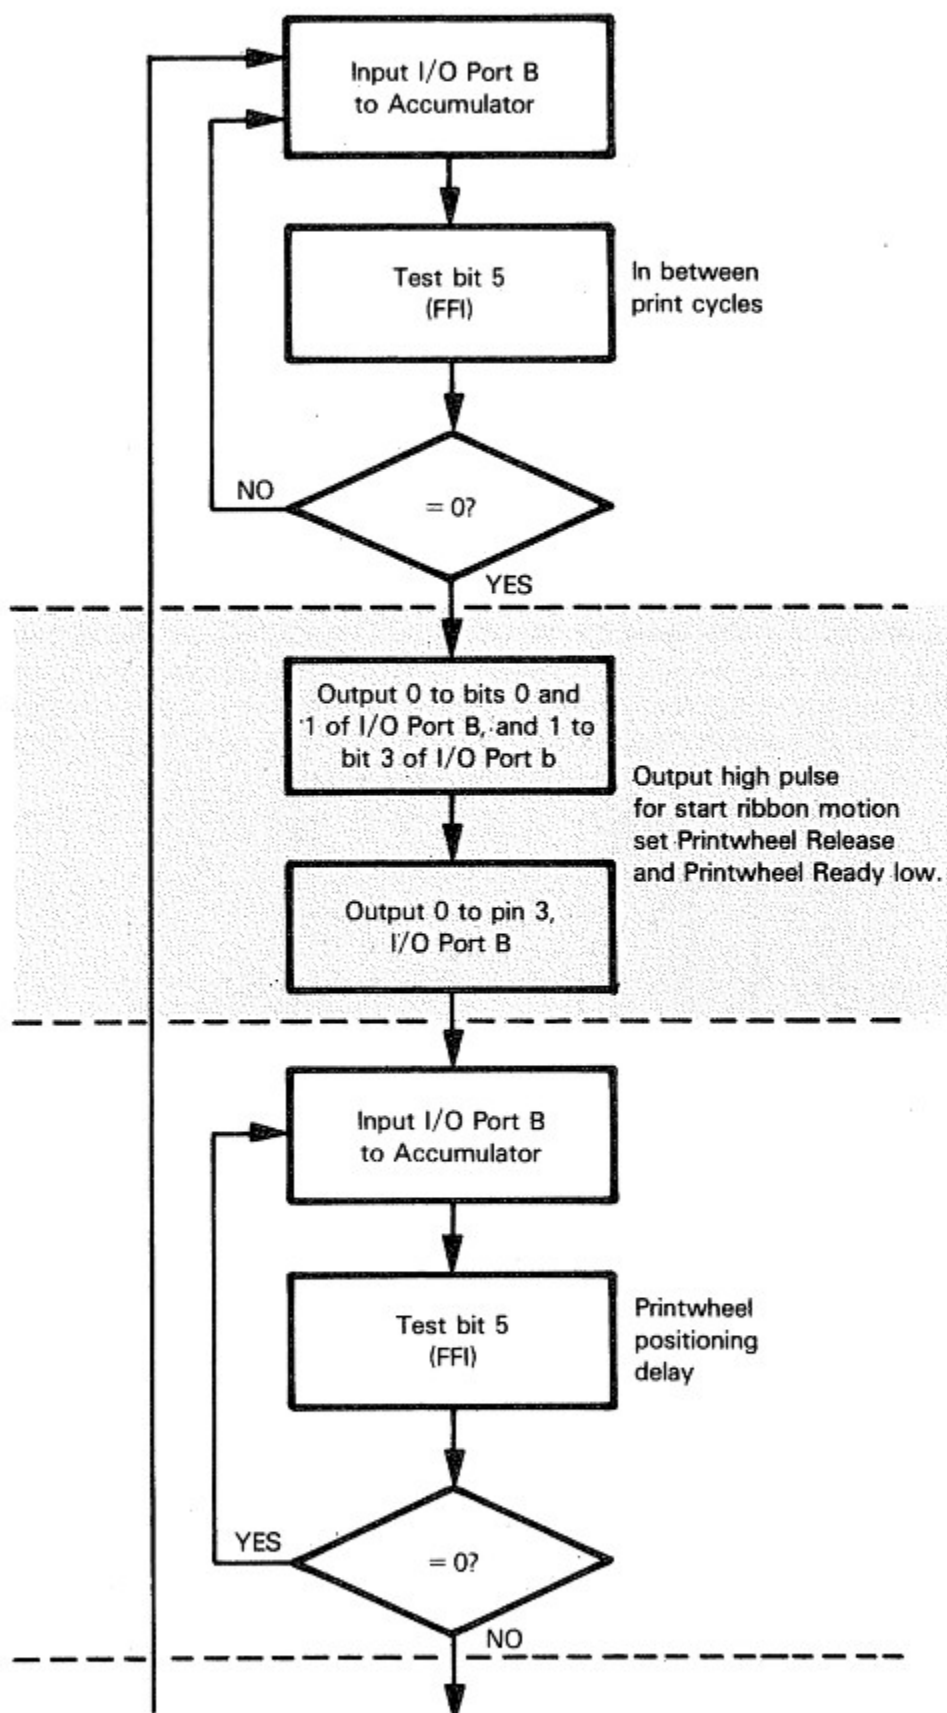 Input I/O Port B
to Accumulator
Test bit 5
(FFI)
In between
print cycles
NO
= 0?
YES
Output 0 to bits 0 and
1 of I/O Port B, and 1 to
bit 3 of I/O Port b
Output high pulse
for start ribbon motion
set Printwheel Release
and Printwheel Ready low.
Output 0 to pin 3,
I/O Port B
Input I/O Port B
to Accumulator
Test bit 5
(FFI)
Printwheel
positioning
delay
YES
= 0?
NO